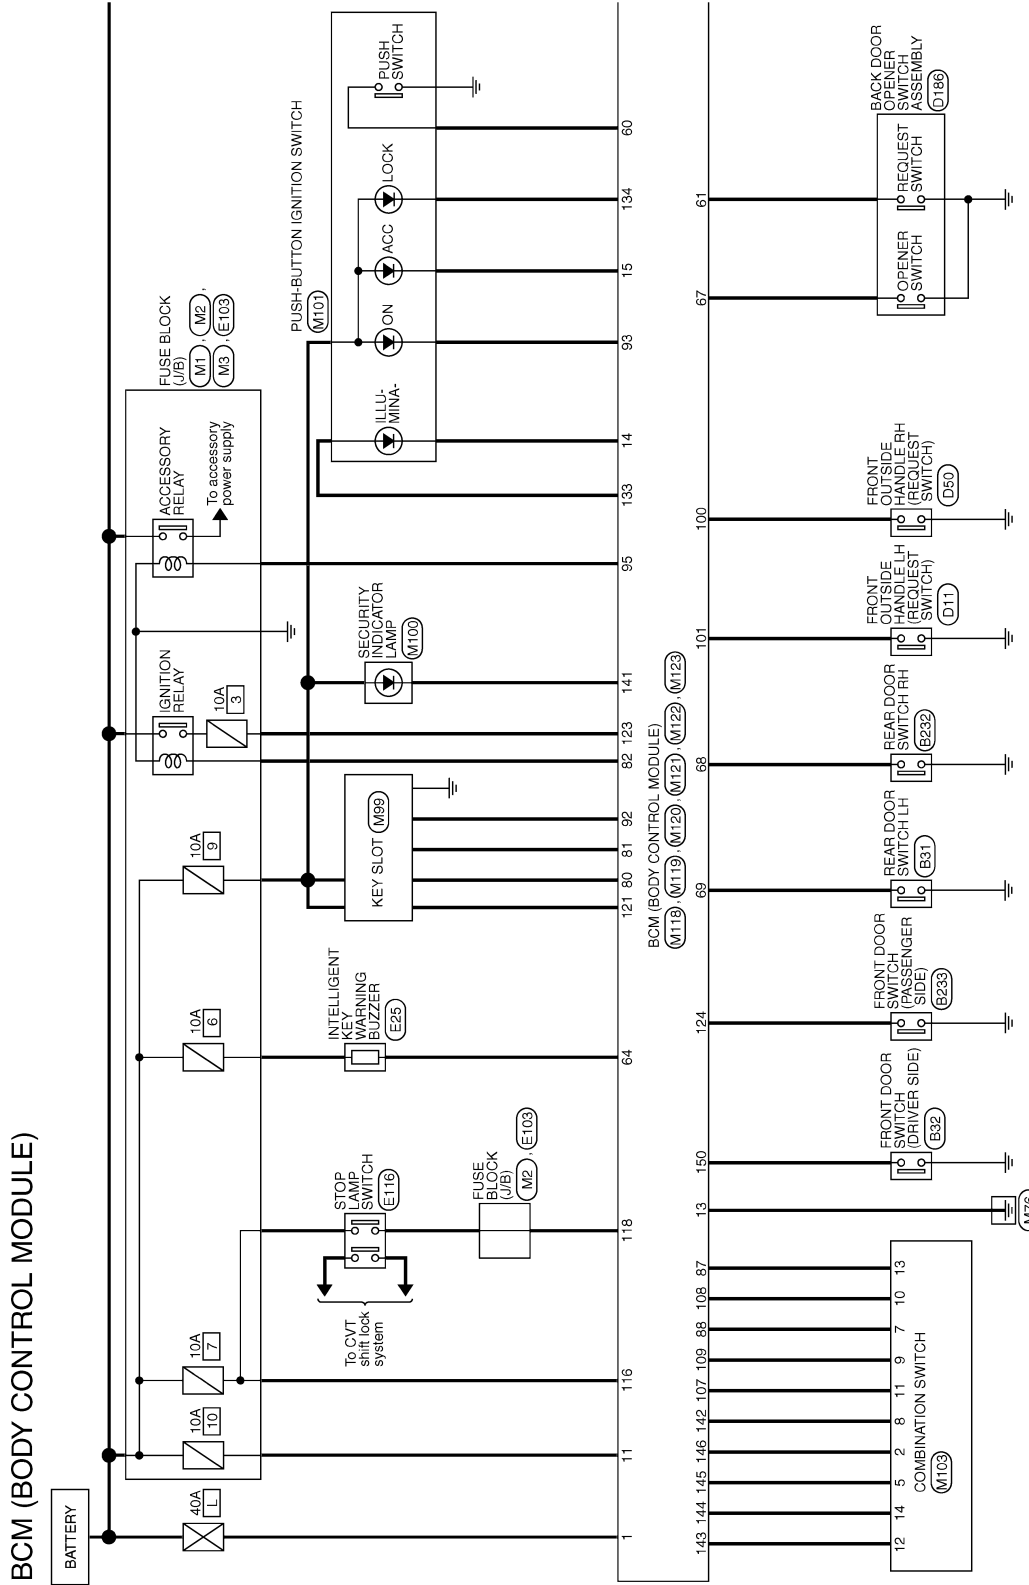 BCM (BODY CONTROL MODULE)
BATTERY
40A
L
10A
10
10A
7
10A
6
10A
9
IGNITION
RELAY
10A
3
ACCESSORY
RELAY
To accessory
power supply
FUSE BLOCK
(J/B)
M1 , M2 ,
M3 , E103
To CVT
shift lock
system
STOP
LAMP
SWITCH
E116
FUSE
BLOCK
(J/B)
M2 , E103
INTELLIGENT
KEY
WARNING
BUZZER
E25
KEY SLOT M99
SECURITY
INDICATOR
LAMP
M100
PUSH-BUTTON IGNITION SWITCH
M101
ILLU-
MINA-
ON
ACC
LOCK
PUSH
SWITCH
1
11
116
118
64
121
80
81
92
82
123
141
95
133
14
93
15
134
60
BCM (BODY CONTROL MODULE)
M118 , M119 , M120 , M121 , M122 , M123
143
144
145
146
142
107
109
88
108
87
13
150
124
69
68
101
100
67
61
12
14
5
2
8
11
9
7
10
13
COMBINATION SWITCH
M103
M76
FRONT DOOR
SWITCH
(DRIVER SIDE)
B32
FRONT DOOR
SWITCH
(PASSENGER
SIDE)
B233
REAR DOOR
SWITCH LH
B31
REAR DOOR
SWITCH RH
B232
FRONT
OUTSIDE
HANDLE LH
(REQUEST
SWITCH)
D11
FRONT
OUTSIDE
HANDLE RH
(REQUEST
SWITCH)
D50
OPENER
SWITCH
REQUEST
SWITCH
BACK DOOR
OPENER
SWITCH
ASSEMBLY
D186